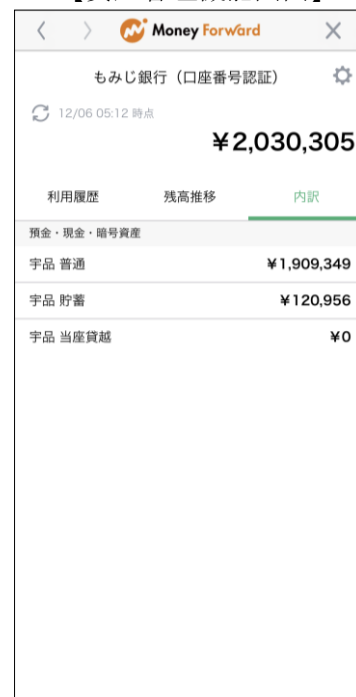 Money Forward
もみじ銀行（口座番号認証）
12/06 05:12 時点
¥2,030,305
利用履歴 残高推移 内訳
預金・現金・暗号資産
宇品 普通 ¥1,909,349
宇品 貯蓄 ¥120,956
宇品 当座貸越 ¥0